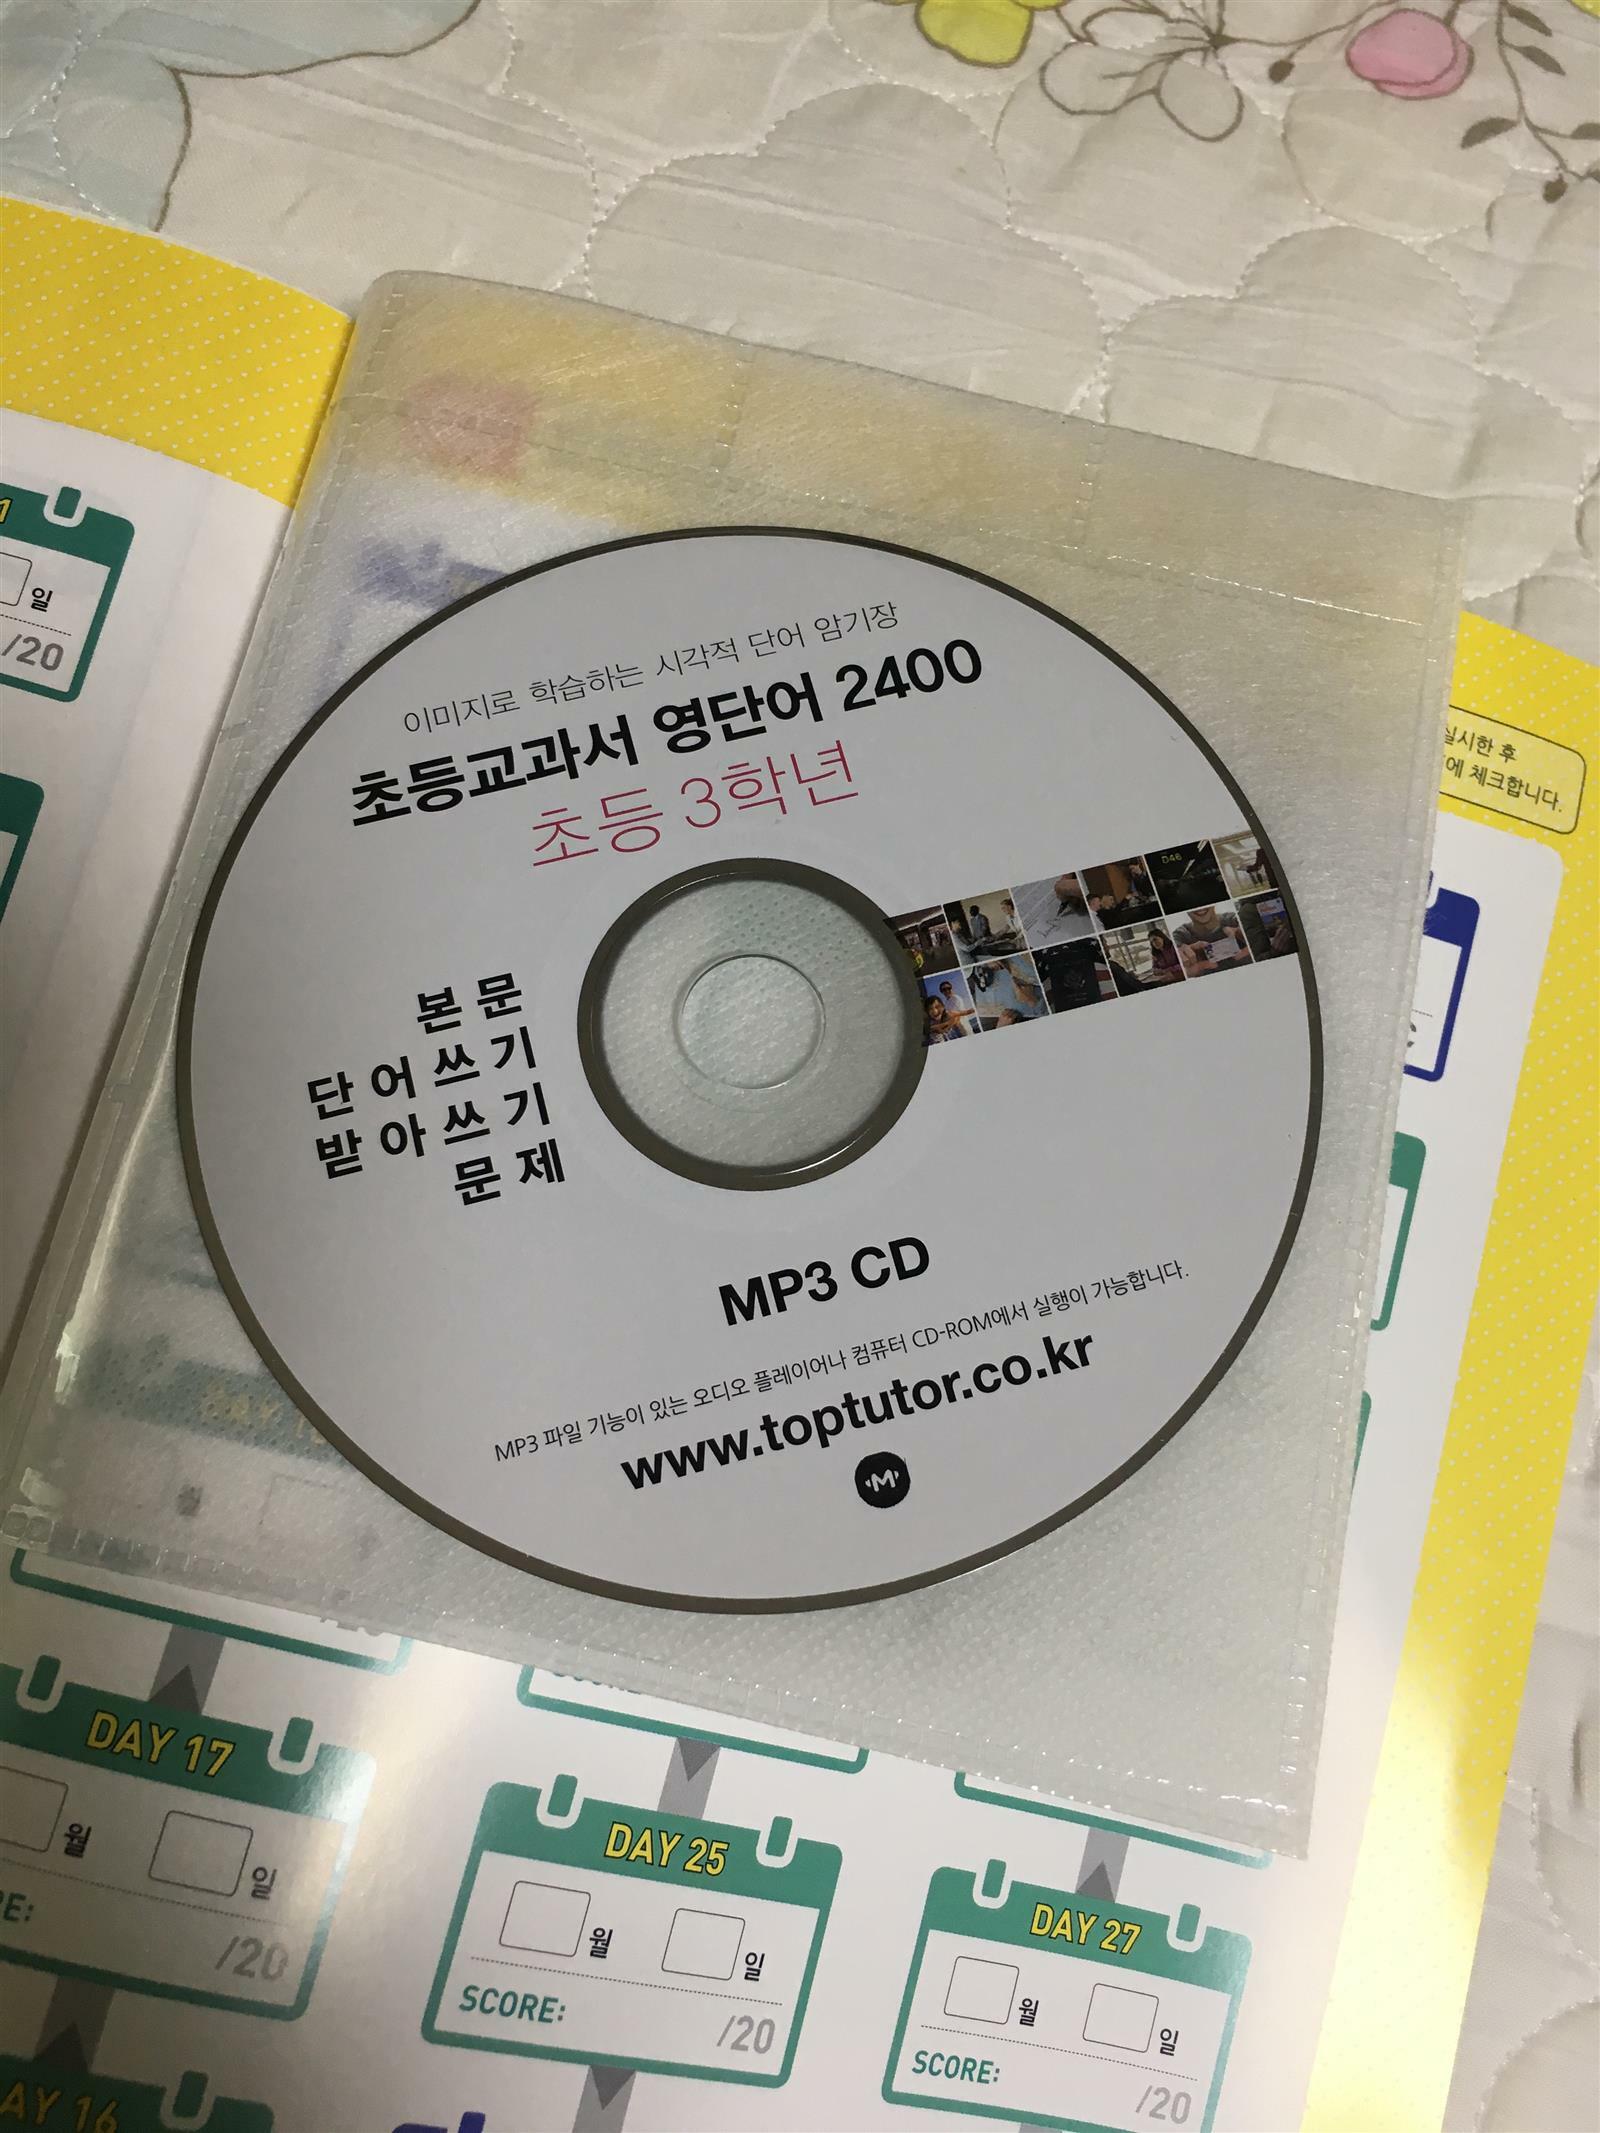 이미지로 학습하는 시각적 단어 암기장
초등교과서 영단어 2400
초등 3학년
본문
단어쓰기
받아쓰기
문제
MP3 CD
MP3 파일 기능이 있는 오디오 플레이어나 컴퓨터 CD-ROM에서 실행이 가능합니다.
www.toptutor.co.kr
M
일
/20
실시한 후
에 체크합니다.
DAY 17
월 일
/20
DAY 25
월 일
SCORE: /20
DAY 27
월 일
SCORE: /20
AY 16